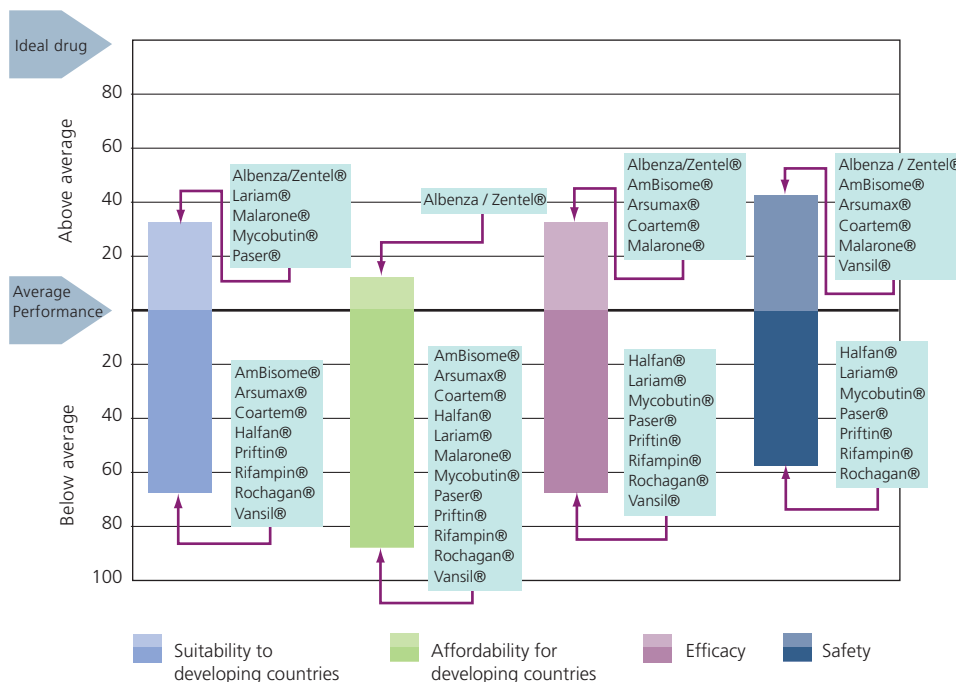 Ideal drug
Above average
80
60
40
20
Average
Performance
20
40
60
80
100
Below average
Albenza/Zentel®
Lariam®
Malarone®
Mycobutin®
Paser®
AmBisome®
Arsumax®
Coartem®
Halfan®
Priftin®
Rifampin®
Rochagan®
Vansil®
Albenza / Zentel®
AmBisome®
Arsumax®
Coartem®
Halfan®
Lariam®
Malarone®
Mycobutin®
Paser®
Priftin®
Rifampin®
Rochagan®
Vansil®
Albenza/Zentel®
AmBisome®
Arsumax®
Coartem®
Malarone®
Halfan®
Lariam®
Mycobutin®
Paser®
Priftin®
Rifampin®
Rochagan®
Vansil®
Albenza / Zentel®
AmBisome®
Arsumax®
Coartem®
Malarone®
Vansil®
Halfan®
Lariam®
Mycobutin®
Paser®
Priftin®
Rifampin®
Rochagan®
Suitability to
developing countries
Affordability for
developing countries
Efficacy
Safety